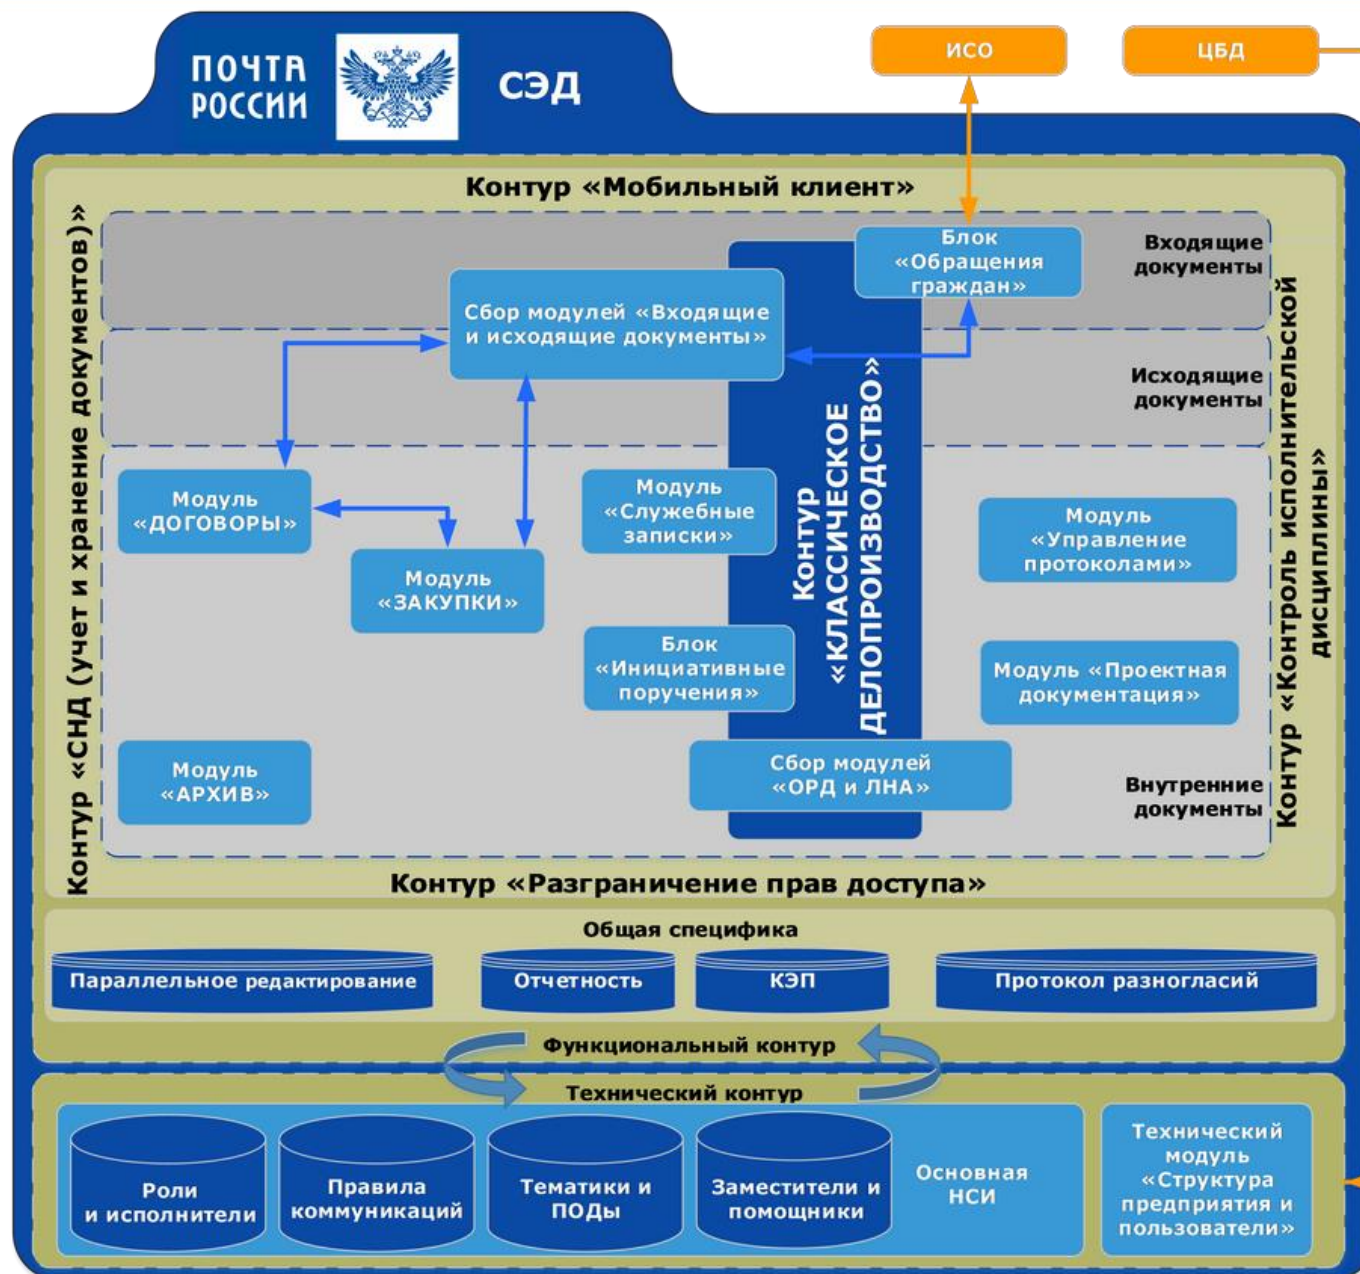 ПОЧТА
РОССИИ
СЭД
ИСО
ЦБД
Контур «Мобильный клиент»
Контур «СНД (учет и хранение документов)»
Контур «Контроль исполнительской
дисциплины»
Блок
«Обращения
граждан»
Входящие
документы
Сбор модулей «Входящие
и исходящие документы»
Исходящие
документы
Контур
«КЛАССИЧЕСКОЕ
ДЕЛОПРОИЗВОДСТВО»
Модуль
«ДОГОВОРЫ»
Модуль
«Служебные
записки»
Модуль
«Управление
протоколами»
Модуль
«ЗАКУПКИ»
Блок
«Инициативные
поручения»
Модуль «Проектная
документация»
Модуль
«АРХИВ»
Сбор модулей
«ОРД и ЛНА»
Внутренние
документы
Контур «Разграничение прав доступа»
Общая специфика
Параллельное редактирование
Отчетность
КЭП
Протокол разногласий
Функциональный контур
Технический контур
Роли
и исполнители
Правила
коммуникаций
Тематики и
ПОДы
Заместители и
помощники
Основная
НСИ
Технический
модуль
«Структура
предприятия и
пользователи»